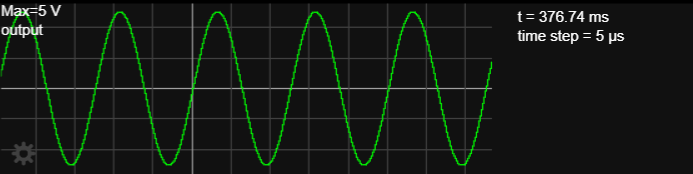 Max=5 V
output
t = 376.74 ms
time step = 5 µs